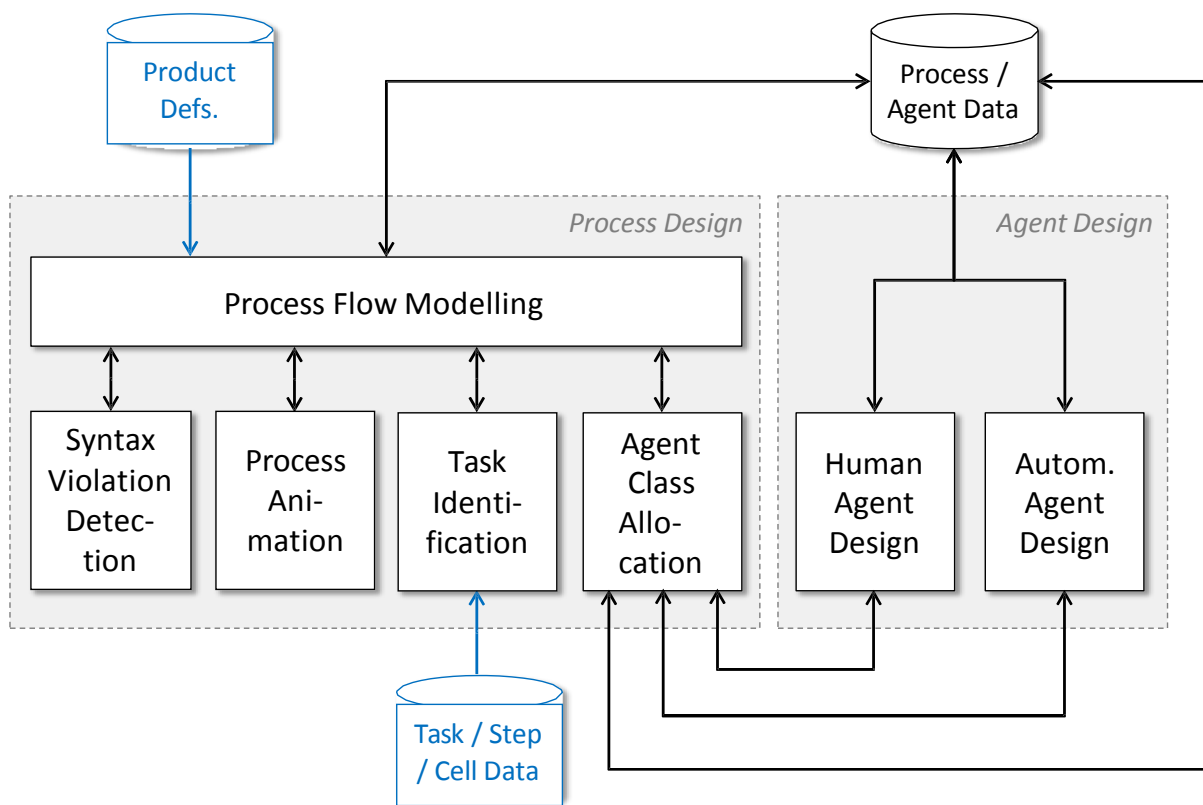 Product
Defs.
Process /
Agent Data
Process Design
Agent Design
Process Flow Modelling
Syntax
Violation
Detec-
tion
Process
Ani-
mation
Task
Identi-
fication
Agent
Class
Allo-
cation
Human
Agent
Design
Autom.
Agent
Design
Task / Step
/ Cell Data